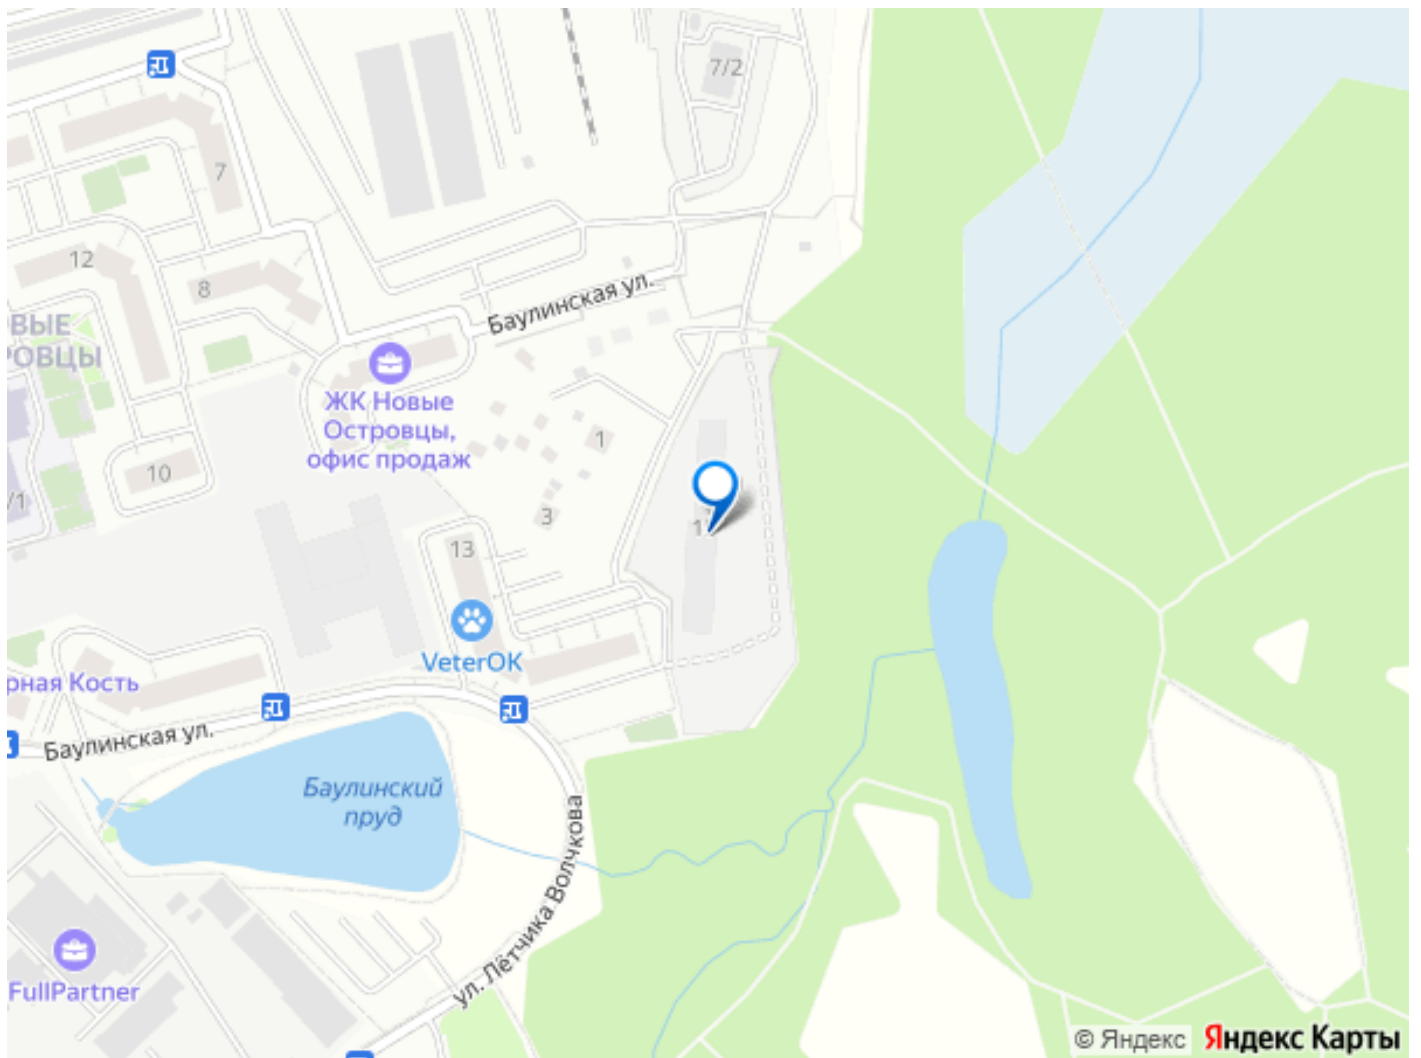 7/2
7
12
8
ВЫЕ
РОВЦЫ
Баулинская ул.
ЖК Новые
Островцы,
офис продаж
1
10
/1
3
13
VeterOK
рная Кость
Баулинская ул.
Баулинский
пруд
ул. Лётчика Волчкова
FullPartner
© Яндекс Яндекс Карты